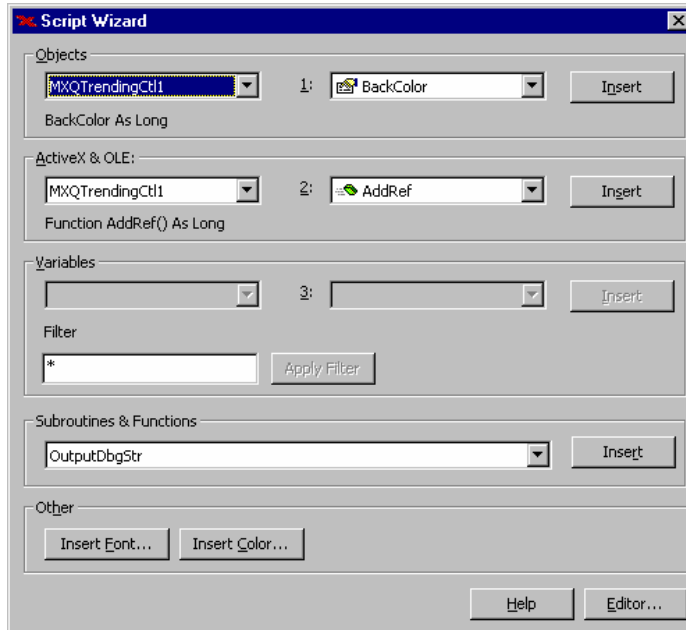 Script Wizard
Objects
MXQTrendingCtl1 1: BackColor Insert
BackColor As Long
ActiveX & OLE:
MXQTrendingCtl1 2: AddRef Insert
Function AddRef() As Long
Variables
3: Insert
Filter
* Apply Filter
Subroutines & Functions
OutputDbgStr Insert
Other
Insert Font... Insert Color...
Help Editor...